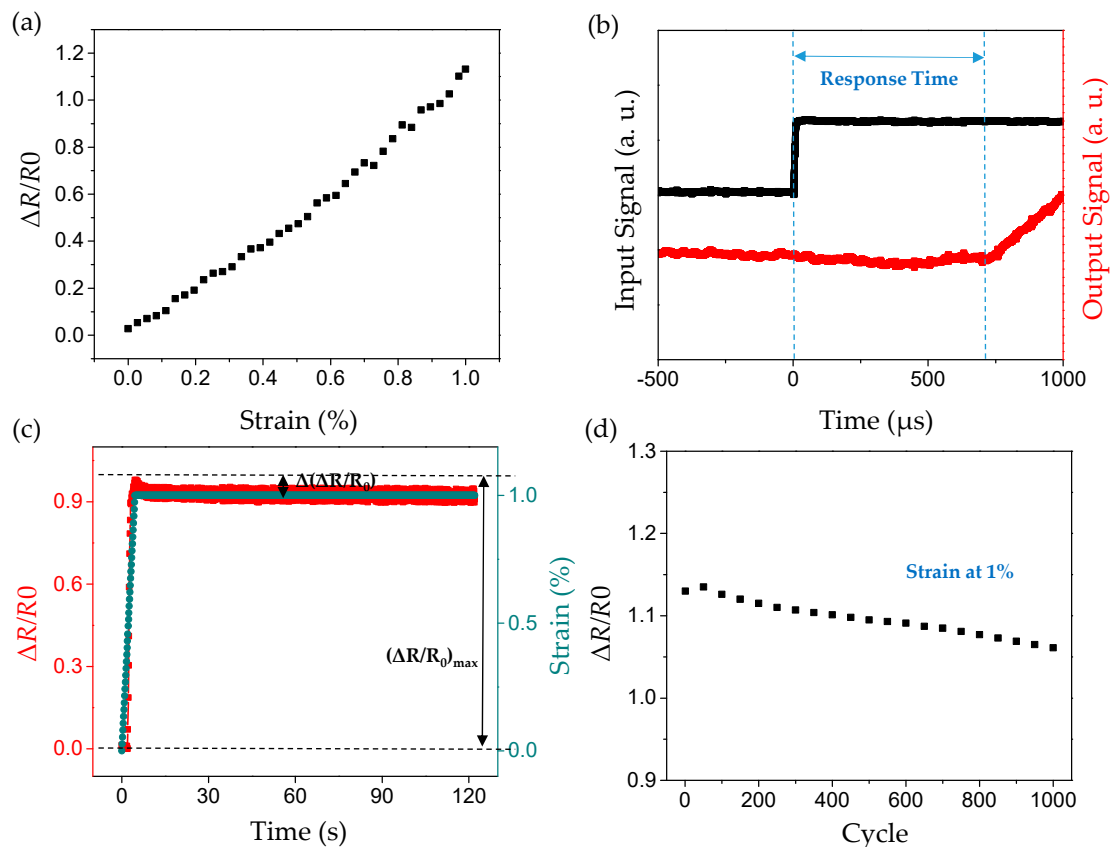 (a)
1.2
1.0
0.8
0.6
0.4
0.2
0.0
ΔR/R0
0.0 0.2 0.4 0.6 0.8 1.0
Strain (%)
(b)
Response Time
Input Signal (a. u.)
Output Signal (a. u.)
-500 0 500 1000
Time (μs)
(c)
Δ(ΔR/R₀)
0.9
0.6
0.3
0.0
ΔR/R0
1.0
0.5
0.0
Strain (%)
(ΔR/R₀)max
0 30 60 90 120
Time (s)
(d)
1.3
1.2
1.1
1.0
0.9
ΔR/R0
Strain at 1%
0 200 400 600 800 1000
Cycle